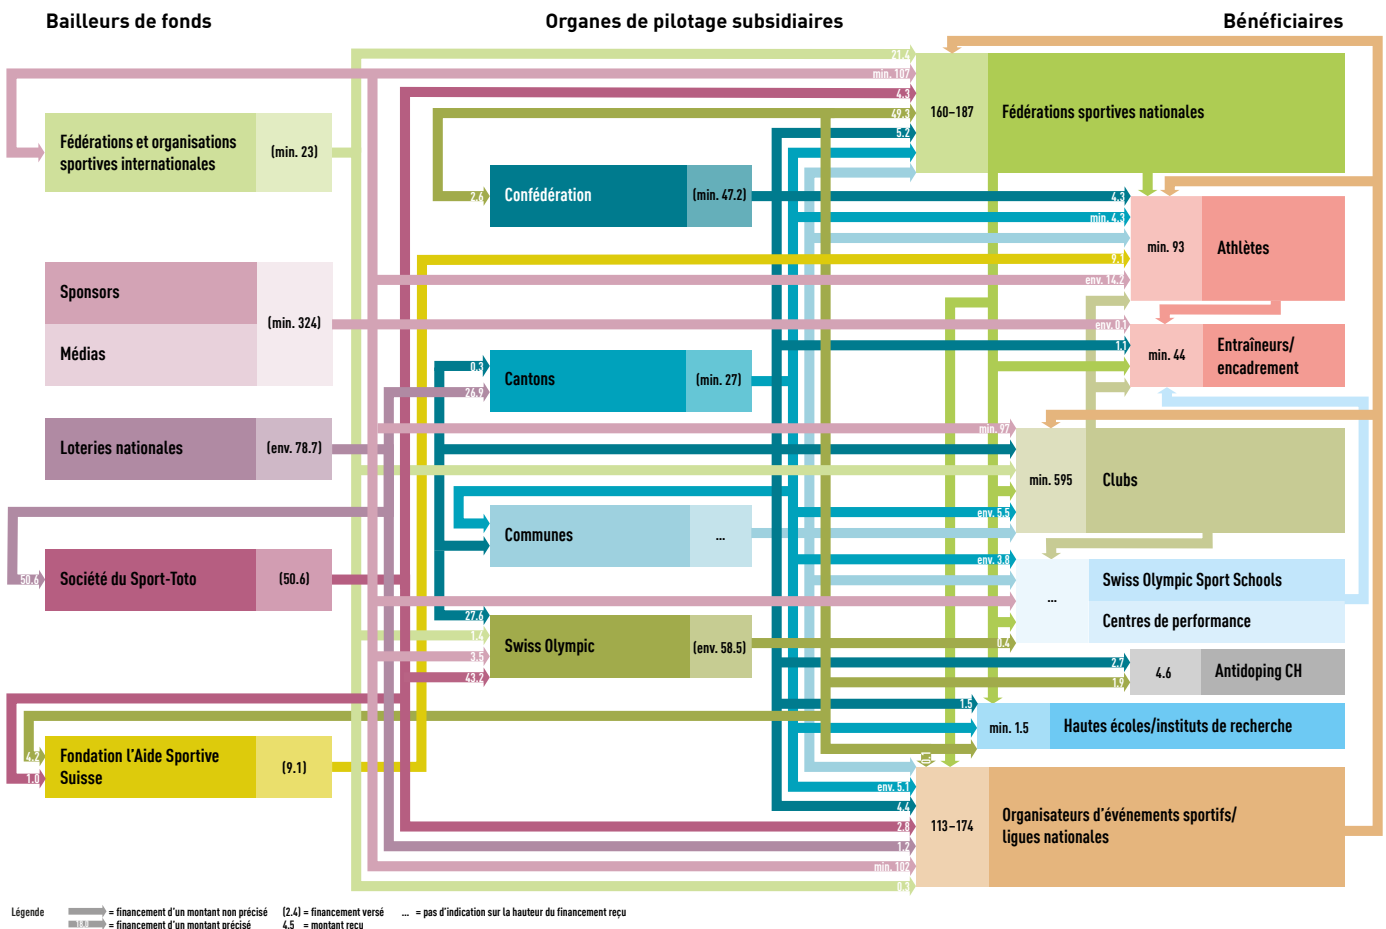 Bailleurs de fonds
Organes de pilotage subsidiaires
Bénéficiaires
21.4
min. 107
4.3
49.3
5.2
160–187
Fédérations sportives nationales
Fédérations et organisations
sportives internationales
(min. 23)
2.6
Confédération
(min. 47.2)
4.3
min. 4.3
9.1
env. 14.2
min. 93
Athlètes
Sponsors
Médias
(min. 324)
env. 0.1
1.1
min. 44
Entraîneurs/
encadrement
0.3
26.9
Cantons
(min. 27)
Loteries nationales
(env. 78.7)
min. 97
env. 5.5
min. 595
Clubs
Communes
...
50.6
Société du Sport-Toto
(50.6)
env. 3.8
0.4
...
Swiss Olympic Sport Schools
Centres de performance
27.6
1.4
3.5
43.2
Swiss Olympic
(env. 58.5)
2.7
1.9
4.6
Antidoping CH
1.5
min. 1.5
Hautes écoles/instituts de recherche
4.2
1.0
Fondation l'Aide Sportive
Suisse
(9.1)
env. 5.1
4.4
2.8
1.2
min. 102
0.3
113–174
Organisateurs d'événements sportifs/
ligues nationales
Légende
= financement d'un montant non précisé
(2.4) = financement versé
... = pas d'indication sur la hauteur du financement reçu
18.8
= financement d'un montant précisé
4.5 = montant reçu